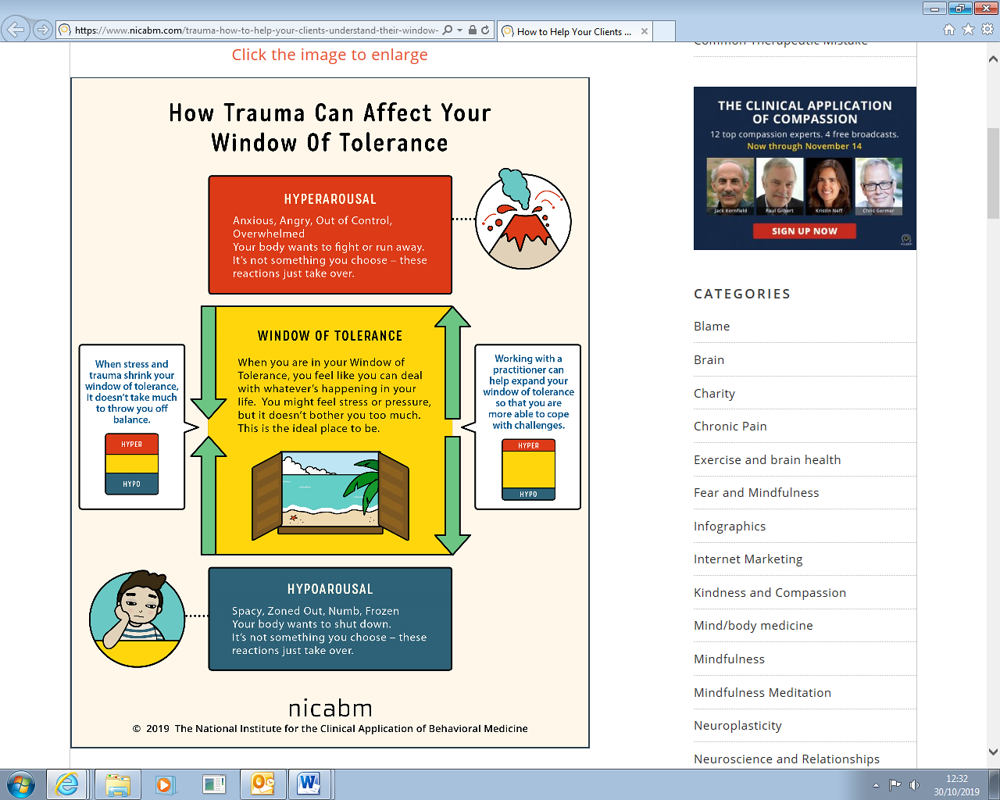 https://www.nicabm.com/trauma-how-to-help-your-clients-understand-their-window-
How to Help Your Clients ...
Click the image to enlarge
How Trauma Can Affect Your
Window Of Tolerance
HYPERAROUSAL
Anxious, Angry, Out of Control,
Overwhelmed
Your body wants to fight or run away.
It's not something you choose – these
reactions just take over.
When stress and
trauma shrink your
window of tolerance,
it doesn't take much
to throw you off
balance.
HYPER
HYPO
WINDOW OF TOLERANCE
When you are in your Window of
Tolerance, you feel like you can deal
with whatever's happening in your
life. You might feel stress or pressure,
but it doesn't bother you too much.
This is the ideal place to be.
Working with a
practitioner can
help expand your
window of tolerance
so that you are
more able to cope
with challenges.
HYPER
HYPO
HYPOAROUSAL
Spacy, Zoned Out, Numb, Frozen
Your body wants to shut down.
It's not something you choose – these
reactions just take over.
nicabm
© 2019 The National Institute for the Clinical Application of Behavioral Medicine
Common Therapeutic Mistake
THE CLINICAL APPLICATION
OF COMPASSION
12 top compassion experts. 4 free broadcasts.
Now through November 14
Jack Kornfield Paul Gilbert Kristin Neff Chris Germer
SIGN UP NOW
nicabm
CATEGORIES
Blame
Brain
Charity
Chronic Pain
Exercise and brain health
Fear and Mindfulness
Infographics
Internet Marketing
Kindness and Compassion
Mind/body medicine
Mindfulness
Mindfulness Meditation
Neuroplasticity
Neuroscience and Relationships
12:32
30/10/2019